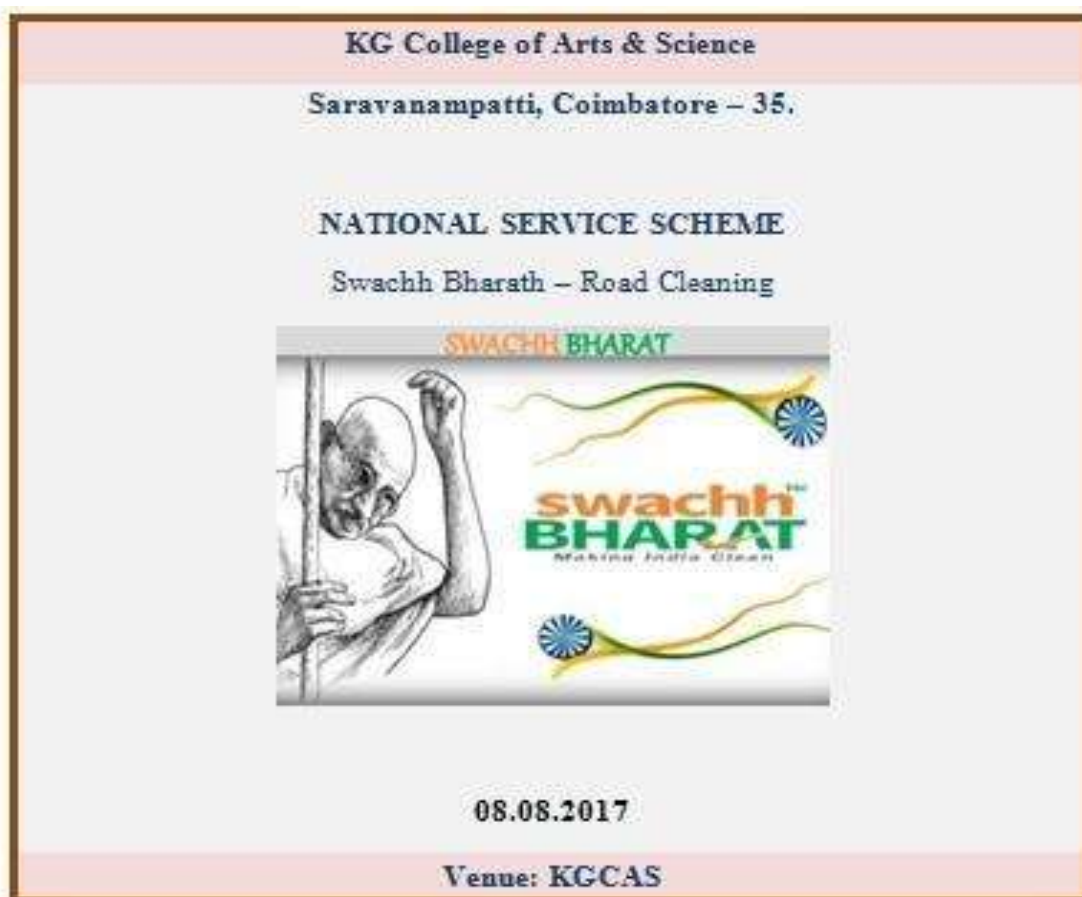 KG College of Arts & Science
Saravanampatti, Coimbatore – 35.
NATIONAL SERVICE SCHEME
Swachh Bharath – Road Cleaning
SWACHH BHARAT
swachh™
BHARAT
Making India Clean
08.08.2017
Venue: KGCAS